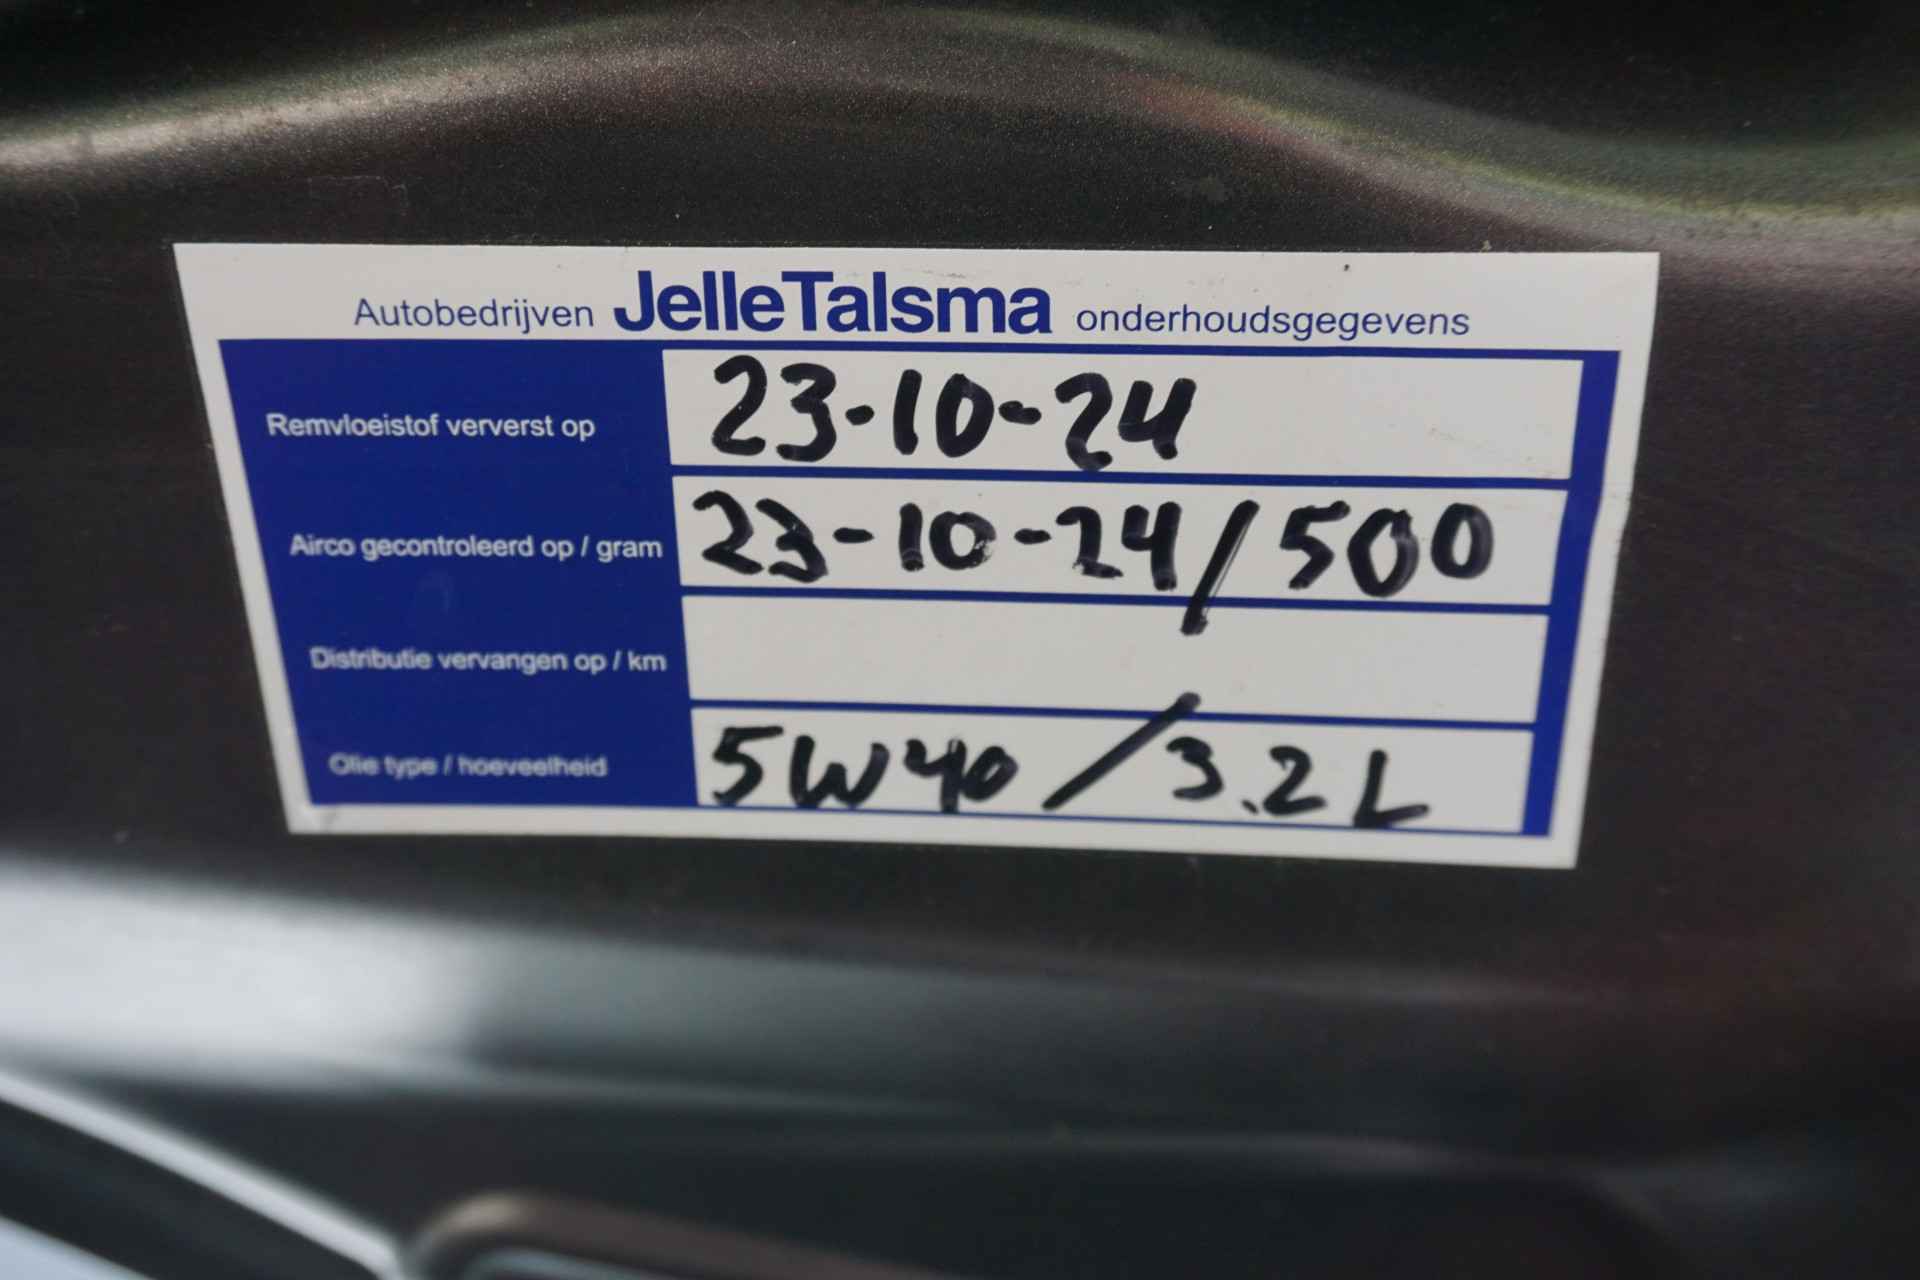 Autobedrijven JelleTalsma onderhoudsgegevens
Remvloeistof ververst op 23-10-24
Airco gecontroleerd op / gram 23-10-24/500
Distributie vervangen op / km
Olie type / hoeveelheid 5W40/3.2L